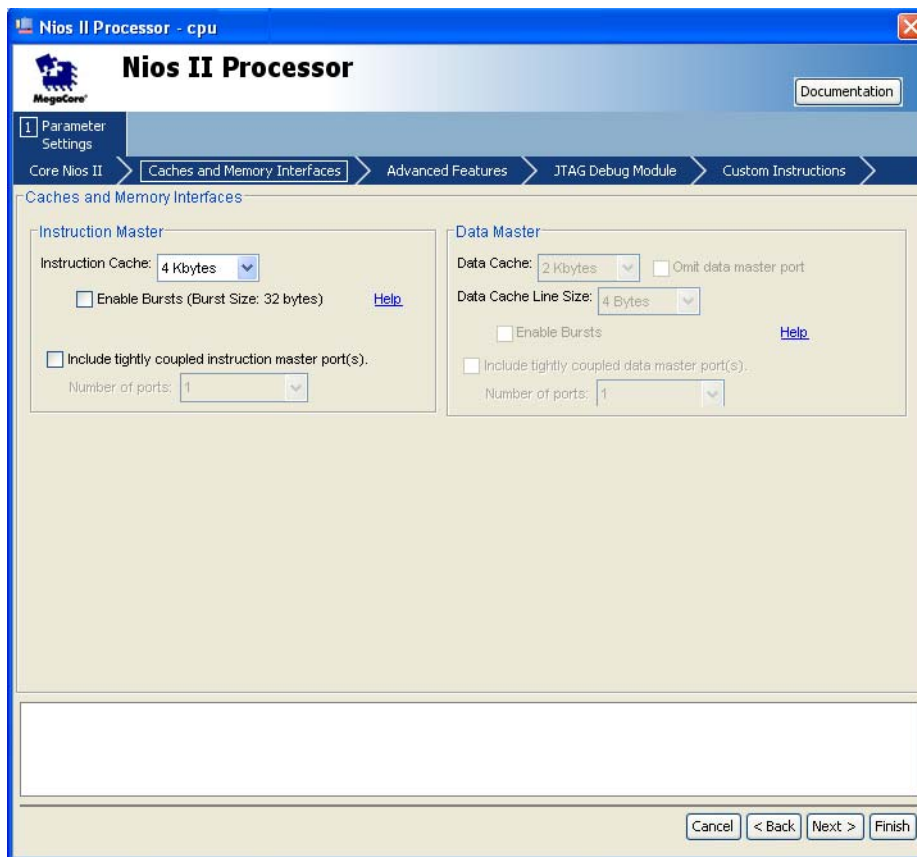 Nios II Processor - cpu
MegaCore®
Nios II Processor
Documentation
1 Parameter
Settings
Core Nios II
Caches and Memory Interfaces
Advanced Features
JTAG Debug Module
Custom Instructions
Caches and Memory Interfaces
Instruction Master
Instruction Cache: 4 Kbytes
Enable Bursts (Burst Size: 32 bytes) Help
Include tightly coupled instruction master port(s).
Number of ports: 1
Data Master
Data Cache: 2 Kbytes Omit data master port
Data Cache Line Size: 4 Bytes
Enable Bursts Help
Include tightly coupled data master port(s).
Number of ports: 1
Cancel < Back Next > Finish